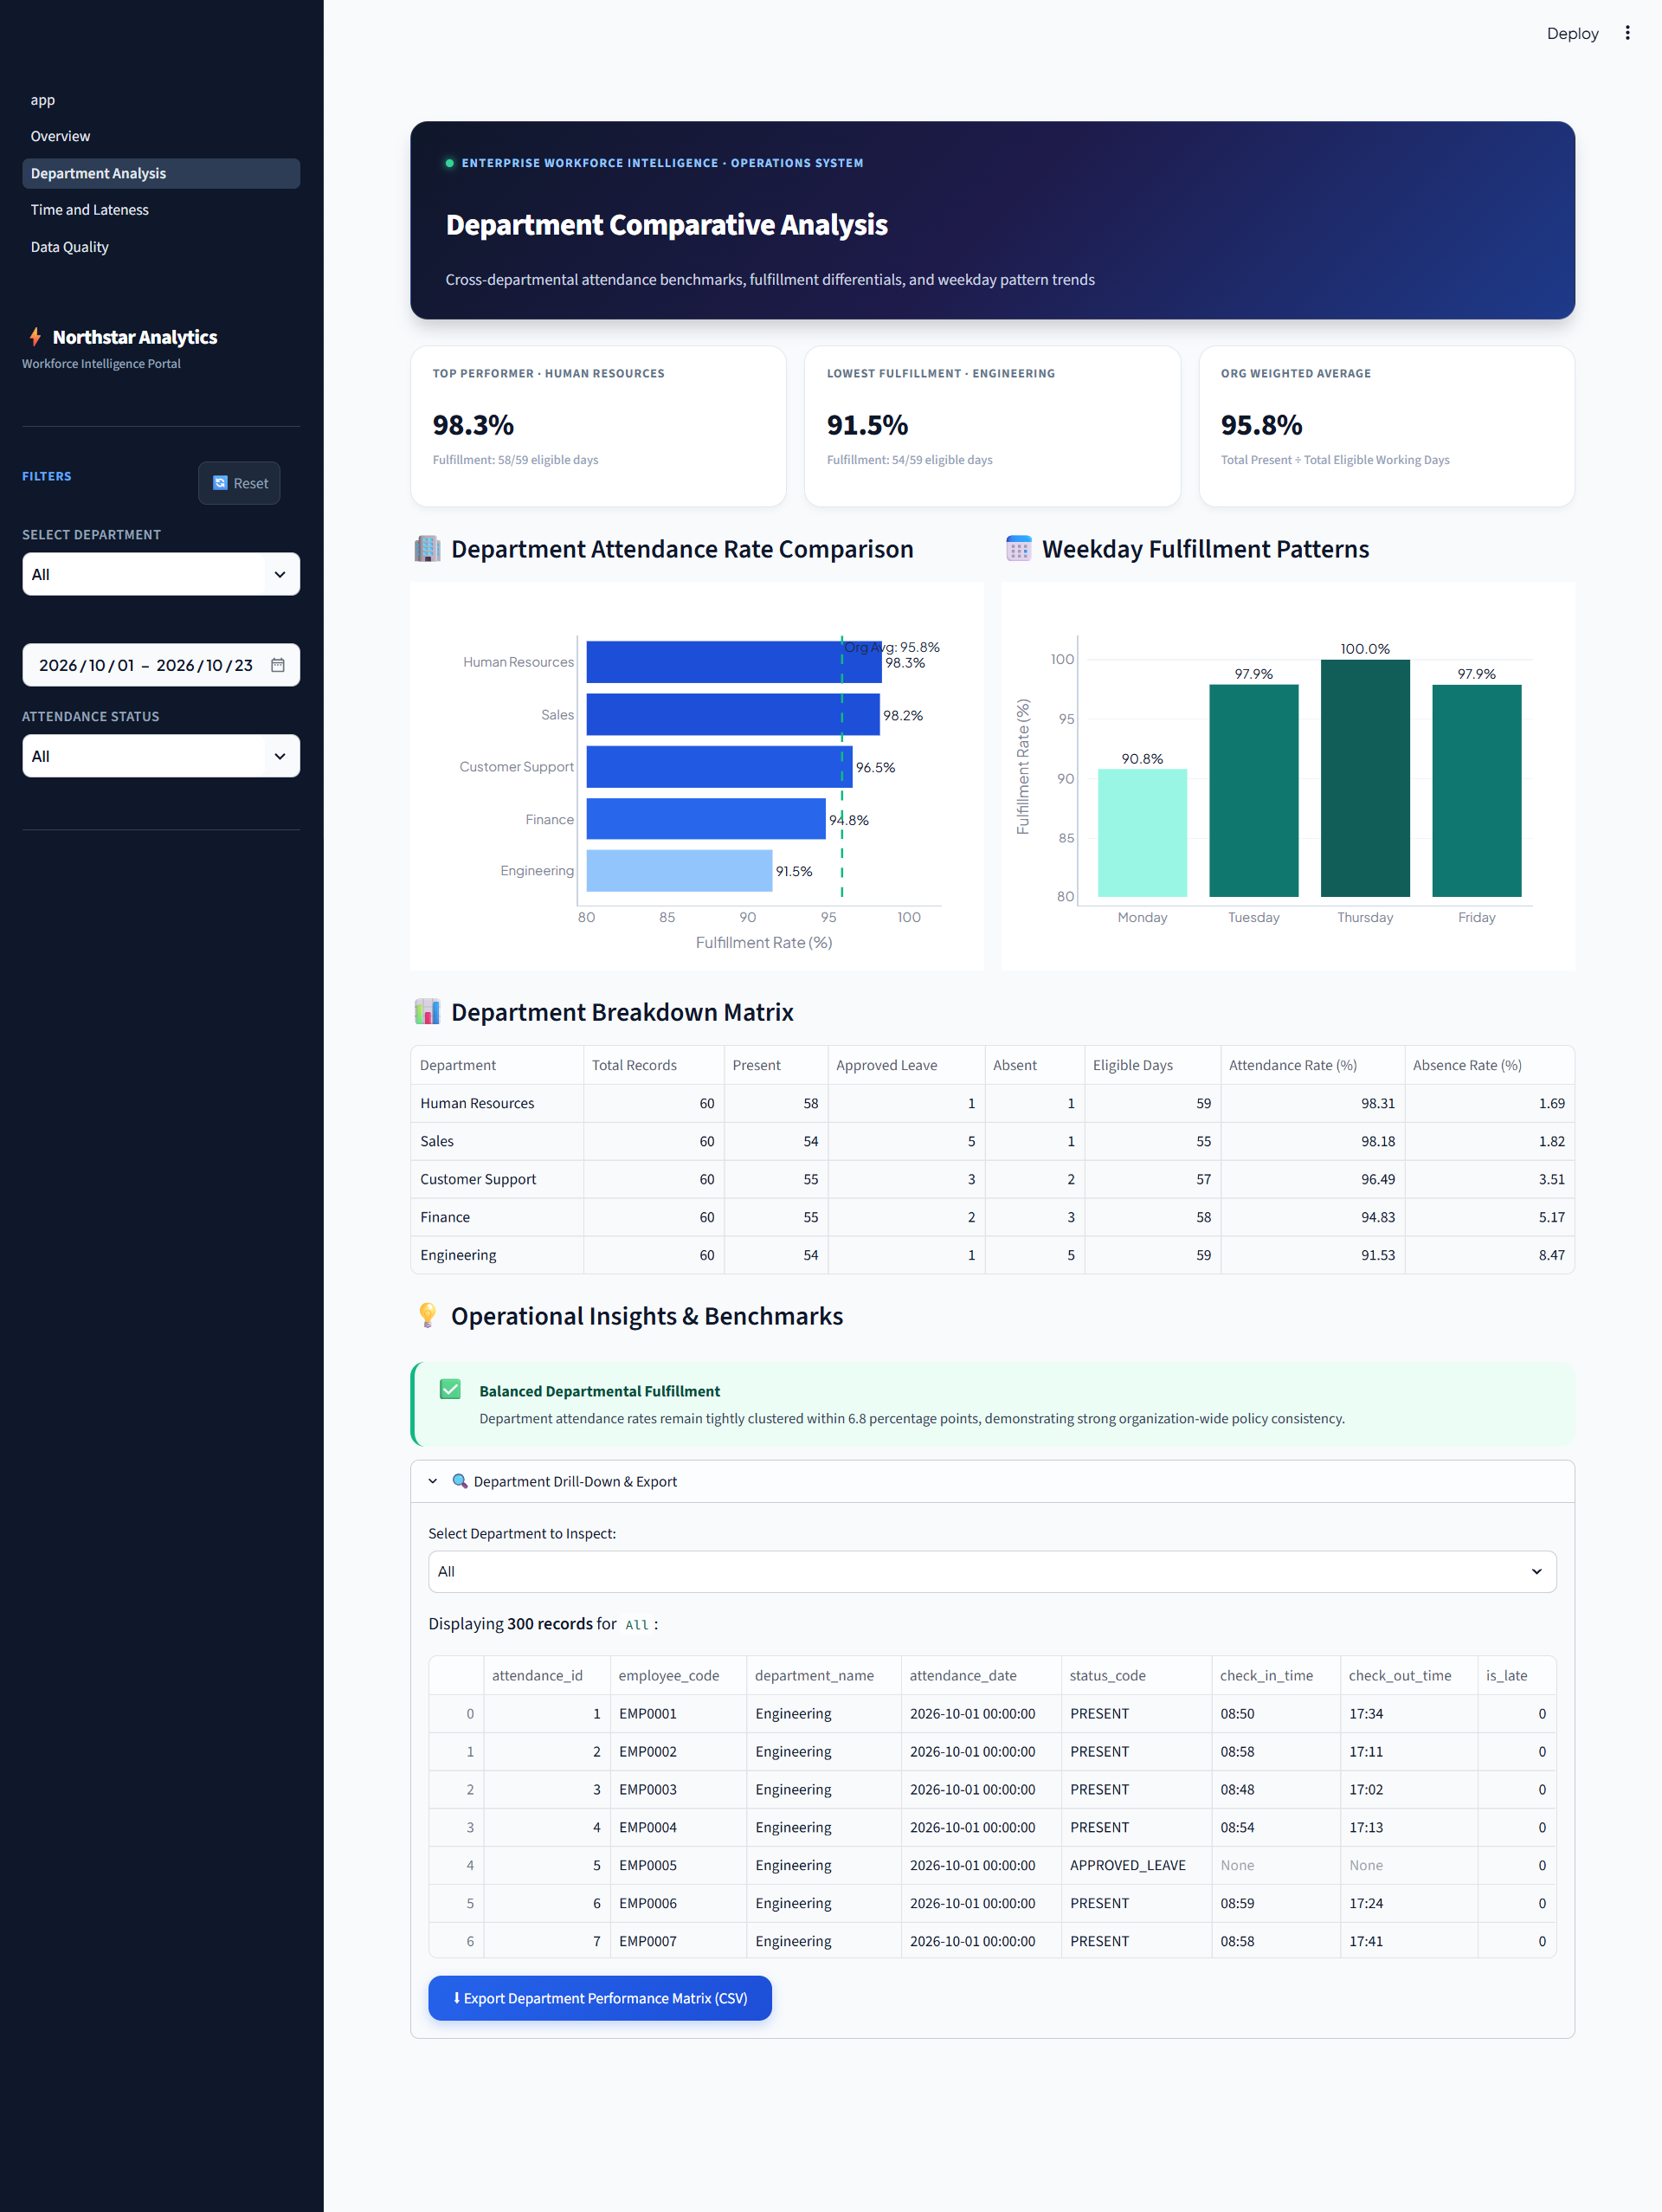 Deploy
app
Overview
Department Analysis
Time and Lateness
Data Quality
Northstar Analytics
Workforce Intelligence Portal
FILTERS
Reset
SELECT DEPARTMENT
All
2026/10/01 – 2026/10/23
ATTENDANCE STATUS
All
ENTERPRISE WORKFORCE INTELLIGENCE · OPERATIONS SYSTEM
Department Comparative Analysis
Cross-departmental attendance benchmarks, fulfillment differentials, and weekday pattern trends
TOP PERFORMER · HUMAN RESOURCES
98.3%
Fulfillment: 58/59 eligible days
LOWEST FULFILLMENT · ENGINEERING
91.5%
Fulfillment: 54/59 eligible days
ORG WEIGHTED AVERAGE
95.8%
Total Present ÷ Total Eligible Working Days
Department Attendance Rate Comparison
Org Avg: 95.8%
Human Resources 98.3%
Sales 98.2%
Customer Support 96.5%
Finance 94.8%
Engineering 91.5%
80 85 90 95 100
Fulfillment Rate (%)
Weekday Fulfillment Patterns
Fulfillment Rate (%)
100
95
90
85
80
90.8% 97.9% 100.0% 97.9%
Monday Tuesday Thursday Friday
Department Breakdown Matrix
Department Total Records Present Approved Leave Absent Eligible Days Attendance Rate (%) Absence Rate (%)
Human Resources 60 58 1 1 59 98.31 1.69
Sales 60 54 5 1 55 98.18 1.82
Customer Support 60 55 3 2 57 96.49 3.51
Finance 60 55 2 3 58 94.83 5.17
Engineering 60 54 1 5 59 91.53 8.47
Operational Insights & Benchmarks
Balanced Departmental Fulfillment
Department attendance rates remain tightly clustered within 6.8 percentage points, demonstrating strong organization-wide policy consistency.
Department Drill-Down & Export
Select Department to Inspect:
All
Displaying 300 records for All :
attendance_id employee_code department_name attendance_date status_code check_in_time check_out_time is_late
0 1 EMP0001 Engineering 2026-10-01 00:00:00 PRESENT 08:50 17:34 0
1 2 EMP0002 Engineering 2026-10-01 00:00:00 PRESENT 08:58 17:11 0
2 3 EMP0003 Engineering 2026-10-01 00:00:00 PRESENT 08:48 17:02 0
3 4 EMP0004 Engineering 2026-10-01 00:00:00 PRESENT 08:54 17:13 0
4 5 EMP0005 Engineering 2026-10-01 00:00:00 APPROVED_LEAVE None None 0
5 6 EMP0006 Engineering 2026-10-01 00:00:00 PRESENT 08:59 17:24 0
6 7 EMP0007 Engineering 2026-10-01 00:00:00 PRESENT 08:58 17:41 0
Export Department Performance Matrix (CSV)